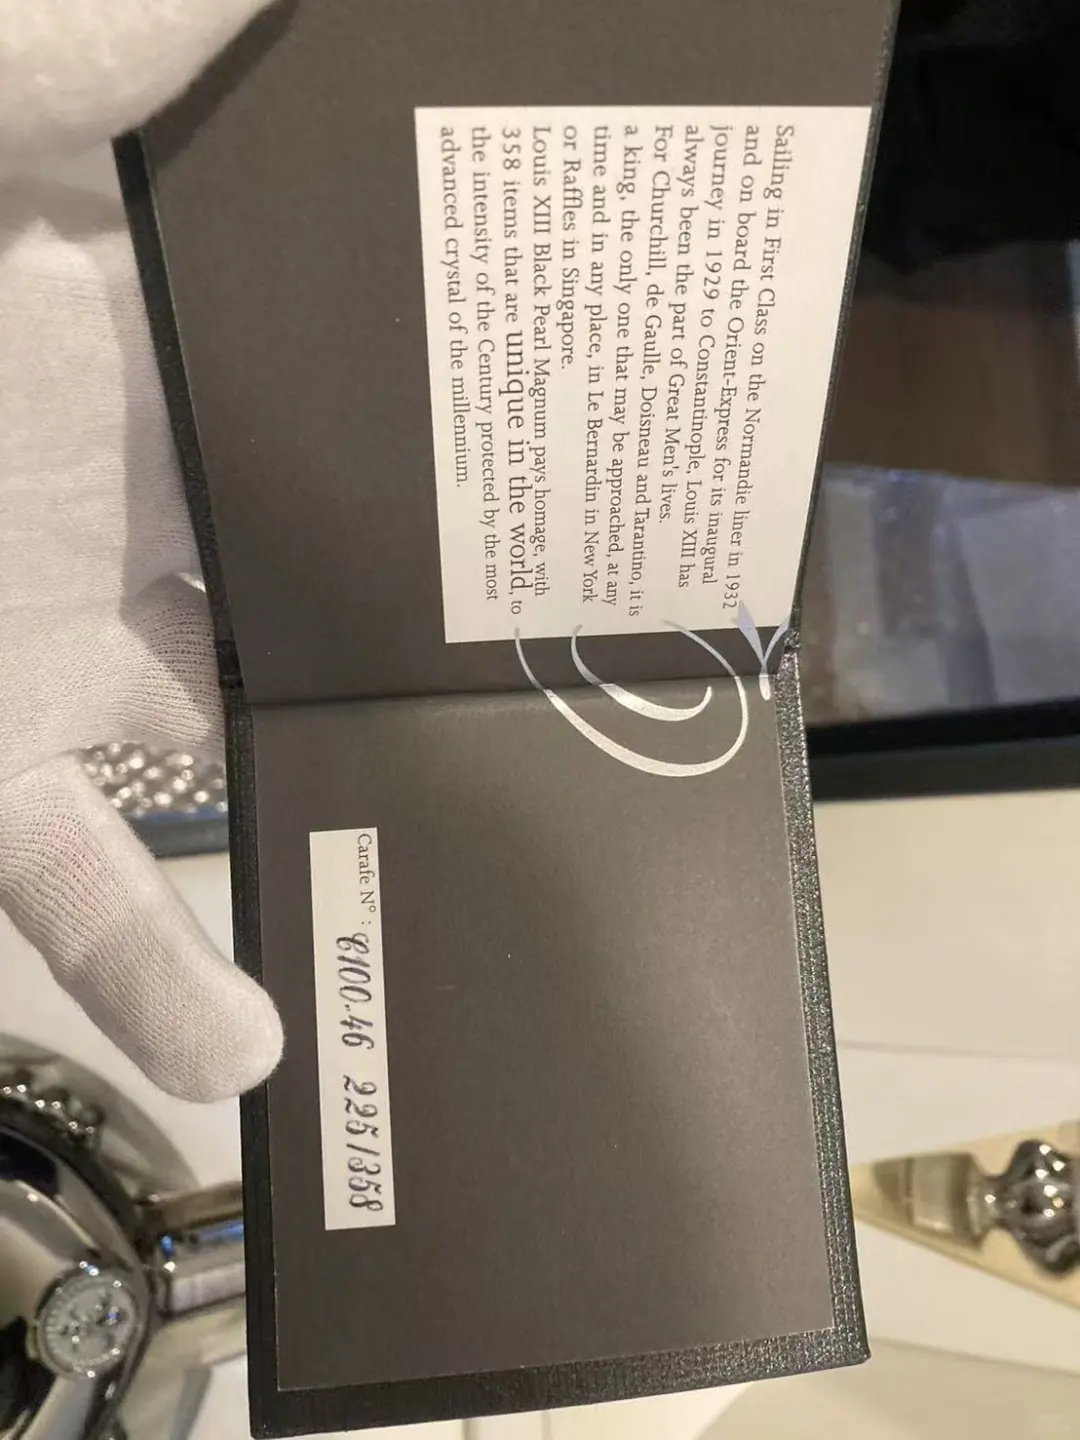 Sailing in First Class on the Normandie liner in 1932
and on board the Orient-Express for its inaugural
journey in 1929 to Constantinople, Louis XIII has
always been the part of Great Men's lives.
For Churchill, de Gaulle, Doisneau and Tarantino, it is
a king, the only one that may be approached, at any
time and in any place, in Le Bernardin in New York
or Raffles in Singapore.
Louis XIII Black Pearl Magnum pays homage, with
358 items that are unique in the world, to
the intensity of the Century protected by the most
advanced crystal of the millennium.
Carafe N° : C100.46 225/358